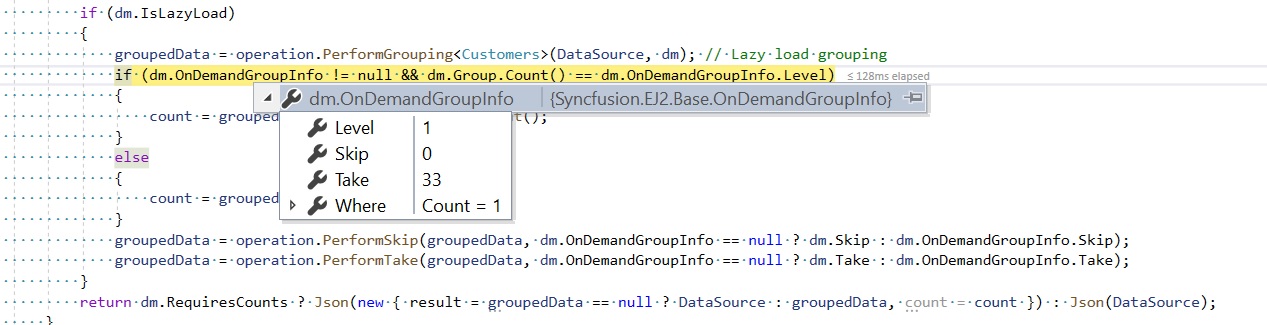 if (dm.IsLazyLoad)
{
groupedData = operation.PerformGrouping<Customers>(DataSource, dm); // Lazy load grouping
if (dm.OnDemandGroupInfo != null && dm.Group.Count() == dm.OnDemandGroupInfo.Level) ≤ 128ms elapsed
{
dm.OnDemandGroupInfo {Syncfusion.EJ2.Base.OnDemandGroupInfo}
count = groupe t();
Level 1
}
else
Skip 0
{
Take 33
count = grouped
Where Count = 1
}
groupedData = operation.PerformSkip(groupedData, dm.OnDemandGroupInfo == null ? dm.Skip : dm.OnDemandGroupInfo.Skip);
groupedData = operation.PerformTake(groupedData, dm.OnDemandGroupInfo == null ? dm.Take : dm.OnDemandGroupInfo.Take);
}
return dm.RequiresCounts ? Json(new { result = groupedData == null ? DataSource : groupedData, count = count }) : Json(DataSource);
}